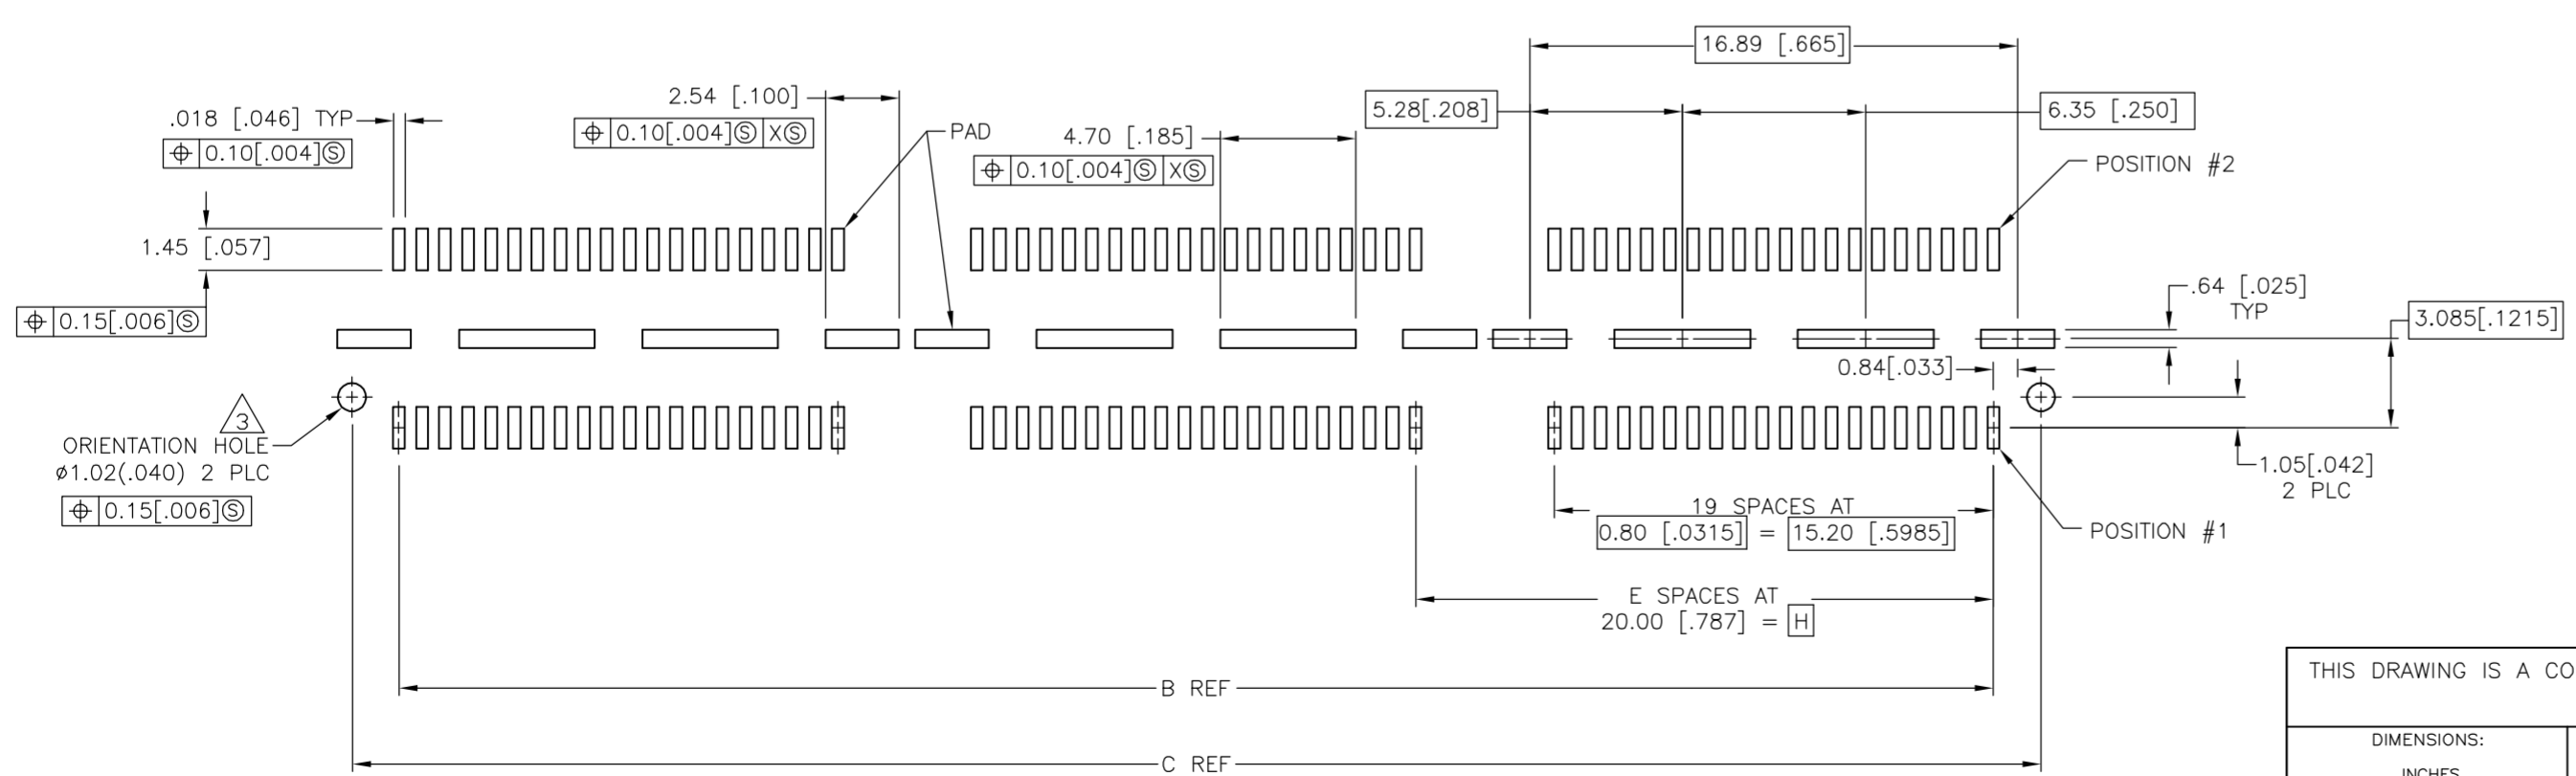 16.89 [.665]
2.54 [.100]
5.28[.208]
6.35 [.250]
.018 [.046] TYP
⌖ 0.10[.004]Ⓢ XⓈ
PAD
4.70 [.185]
⌖ 0.10[.004]Ⓢ
⌖ 0.10[.004]Ⓢ XⓈ
POSITION #2
1.45 [.057]
.64 [.025]
TYP
⌖ 0.15[.006]Ⓢ
3.085[.1215]
0.84[.033]
3
ORIENTATION HOLE
⌀1.02(.040) 2 PLC
⌖ 0.15[.006]Ⓢ
1.05[.042]
2 PLC
19 SPACES AT
0.80 [.0315] = 15.20 [.5985]
POSITION #1
E SPACES AT
20.00 [.787] = H
B REF
THIS DRAWING IS A CO
DIMENSIONS:
C REF
INCHES